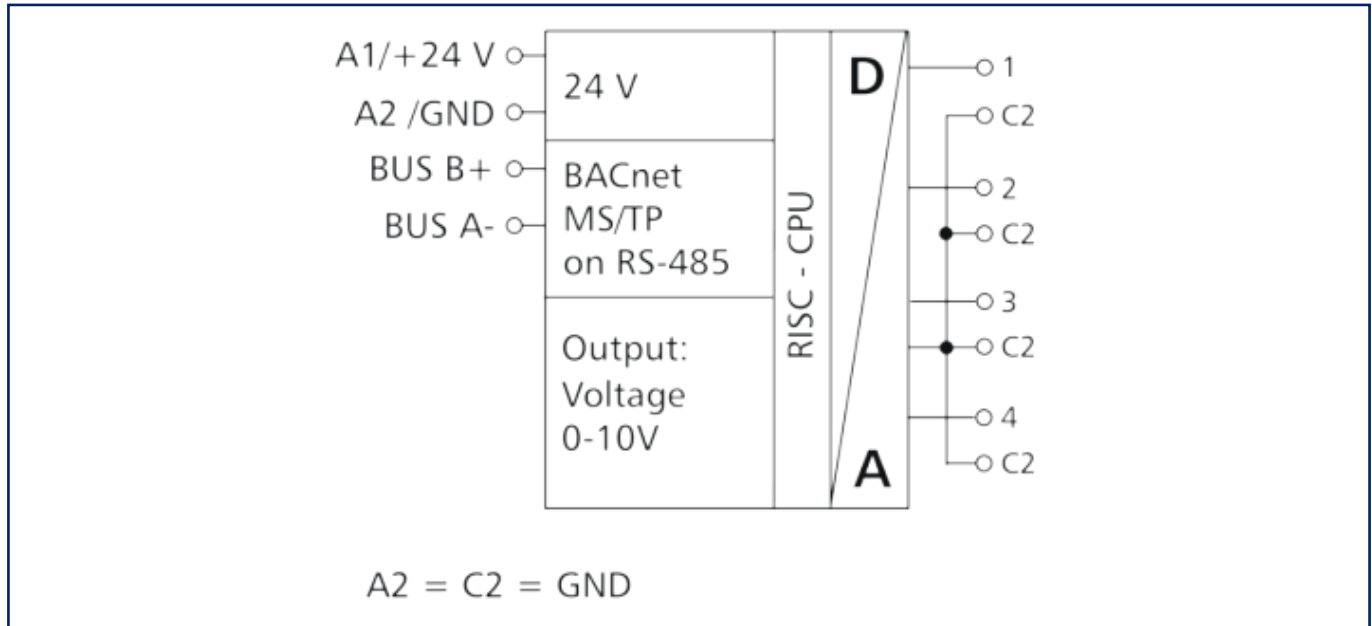 A1/+24 V
A2 /GND
BUS B+
BUS A-
24 V
BACnet
MS/TP
on RS-485
Output:
Voltage
0-10V
RISC - CPU
D
A
1
C2
2
C2
3
C2
4
C2
A2 = C2 = GND